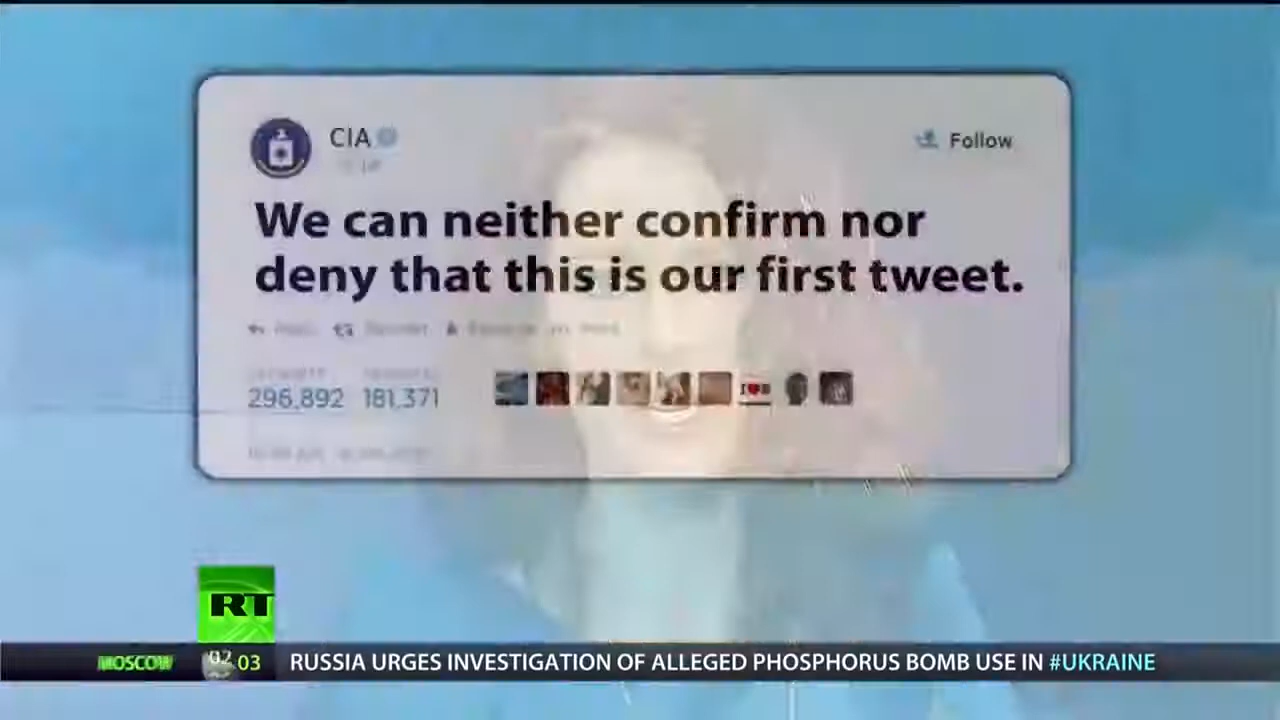 CIA
Follow
We can neither confirm nor
deny that this is our first tweet.
296,892 181,371
I❤B
RT
MOSCOW 02 03 RUSSIA URGES INVESTIGATION OF ALLEGED PHOSPHORUS BOMB USE IN #UKRAINE